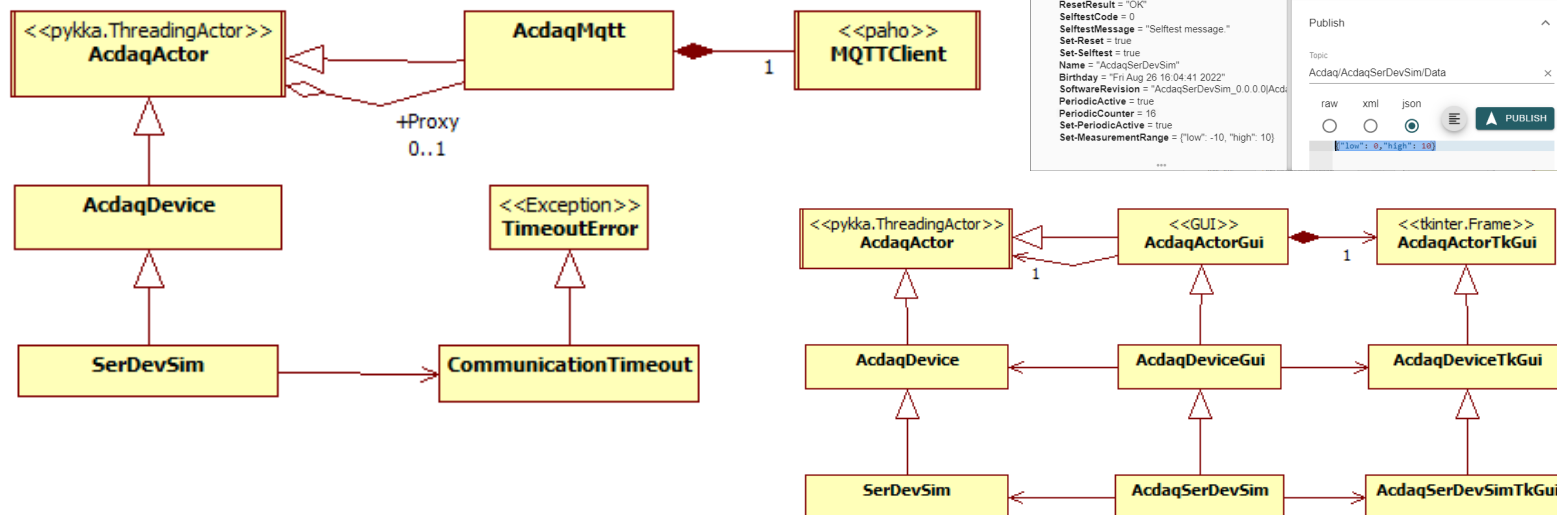 <<pykka.ThreadingActor>>
AcdaqActor
AcdaqMqtt
<<paho>>
MQTTClient
1
+Proxy
0..1
AcdaqDevice
<<Exception>>
TimeoutError
SerDevSim
CommunicationTimeout
ResetResult = "OK"
SelftestCode = 0
SelftestMessage = "Selftest message."
Set-Reset = true
Set-Selftest = true
Name = "AcdaqSerDevSim"
Birthday = "Fri Aug 26 16:04:41 2022"
SoftwareRevision = "AcdaqSerDevSim_0.0.0.0|Acda
PeriodicActive = true
PeriodicCounter = 16
Set-PeriodicActive = true
Set-MeasurementRange = {"low": -10, "high": 10}
Publish
Topic
Acdaq/AcdaqSerDevSim/Data
raw xml json
PUBLISH
{"low": 0,"high": 10}
<<pykka.ThreadingActor>>
AcdaqActor
<<GUI>>
AcdaqActorGui
<<tkinter.Frame>>
AcdaqActorTkGui
1
1
AcdaqDevice
AcdaqDeviceGui
AcdaqDeviceTkGui
SerDevSim
AcdaqSerDevSim
AcdaqSerDevSimTkGui